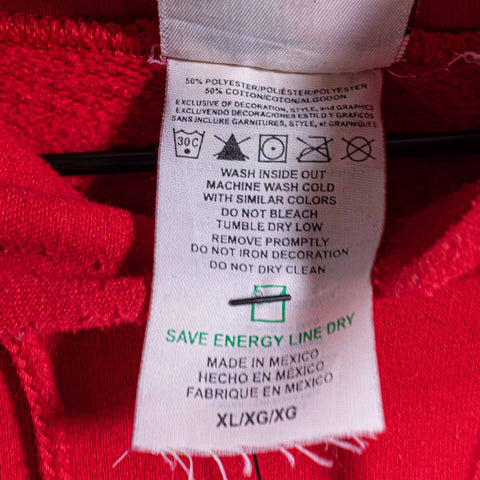 50% POLYESTER/POLIÉSTER/POLYESTER
50% COTTON/COTON/ALGODON
EXCLUSIVE OF DECORATION, STYLE, and GRAPHICS
EXCLUYENDO DECORACIONES ESTILO Y GRAFICOS
SANS INCLURE GARNITURES, STYLE, et GRAPHIQUES
30C
WASH INSIDE OUT
MACHINE WASH COLD
WITH SIMILAR COLORS
DO NOT BLEACH
TUMBLE DRY LOW
REMOVE PROMPTLY
DO NOT IRON DECORATION
DO NOT DRY CLEAN
SAVE ENERGY LINE DRY
MADE IN MEXICO
HECHO EN MÉXICO
FABRIQUE EN MÉXICO
XL/XG/XG